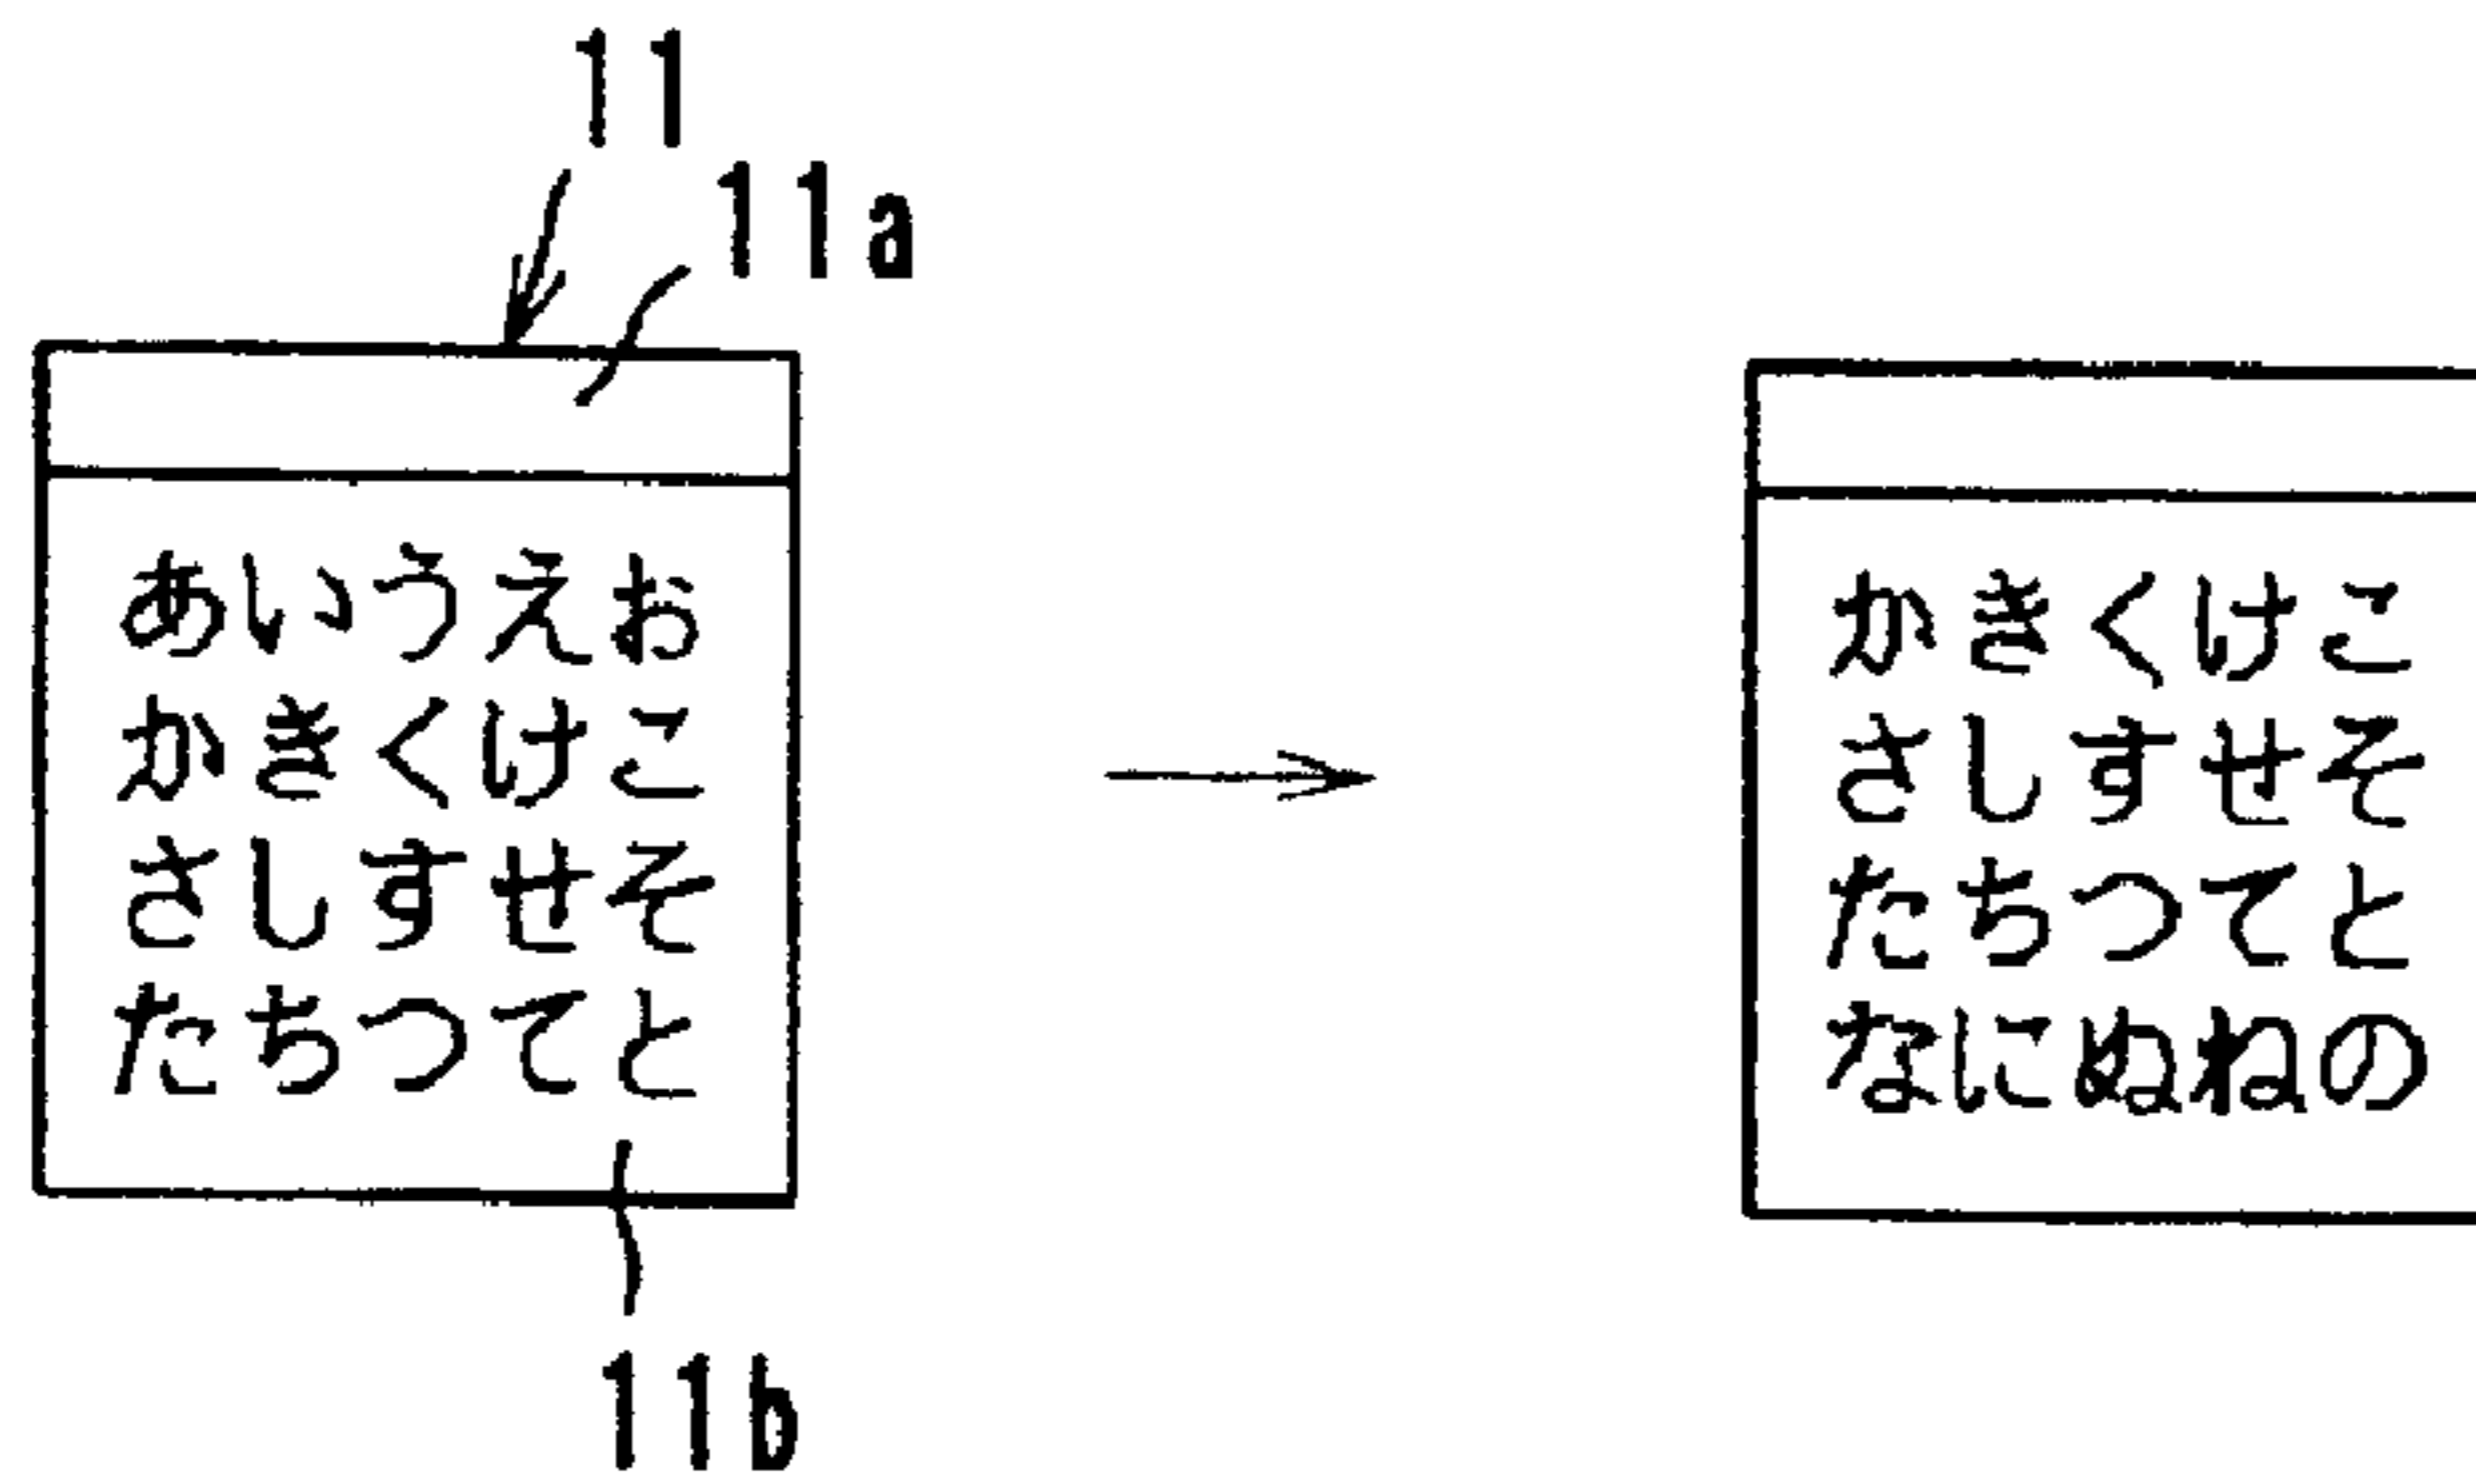 11
11a
あいうえお
かきくけこ
さしすせそ
たちつてと
11b
かきくけこ
さしすせそ
たちつてと
なにぬねの